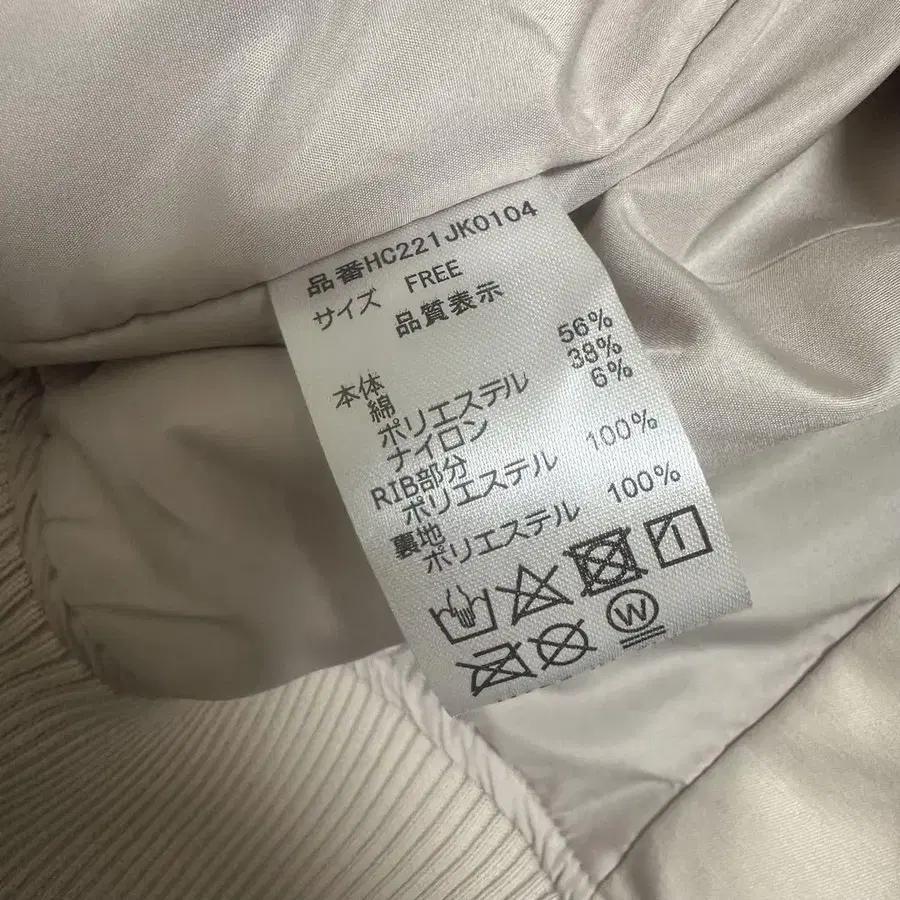 品番HC221JK0104
サイズ FREE
品質表示
本体
綿 56%
ポリエステル 38%
ナイロン 6%
RIB部分
ポリエステル 100%
裏地
ポリエステル 100%
W